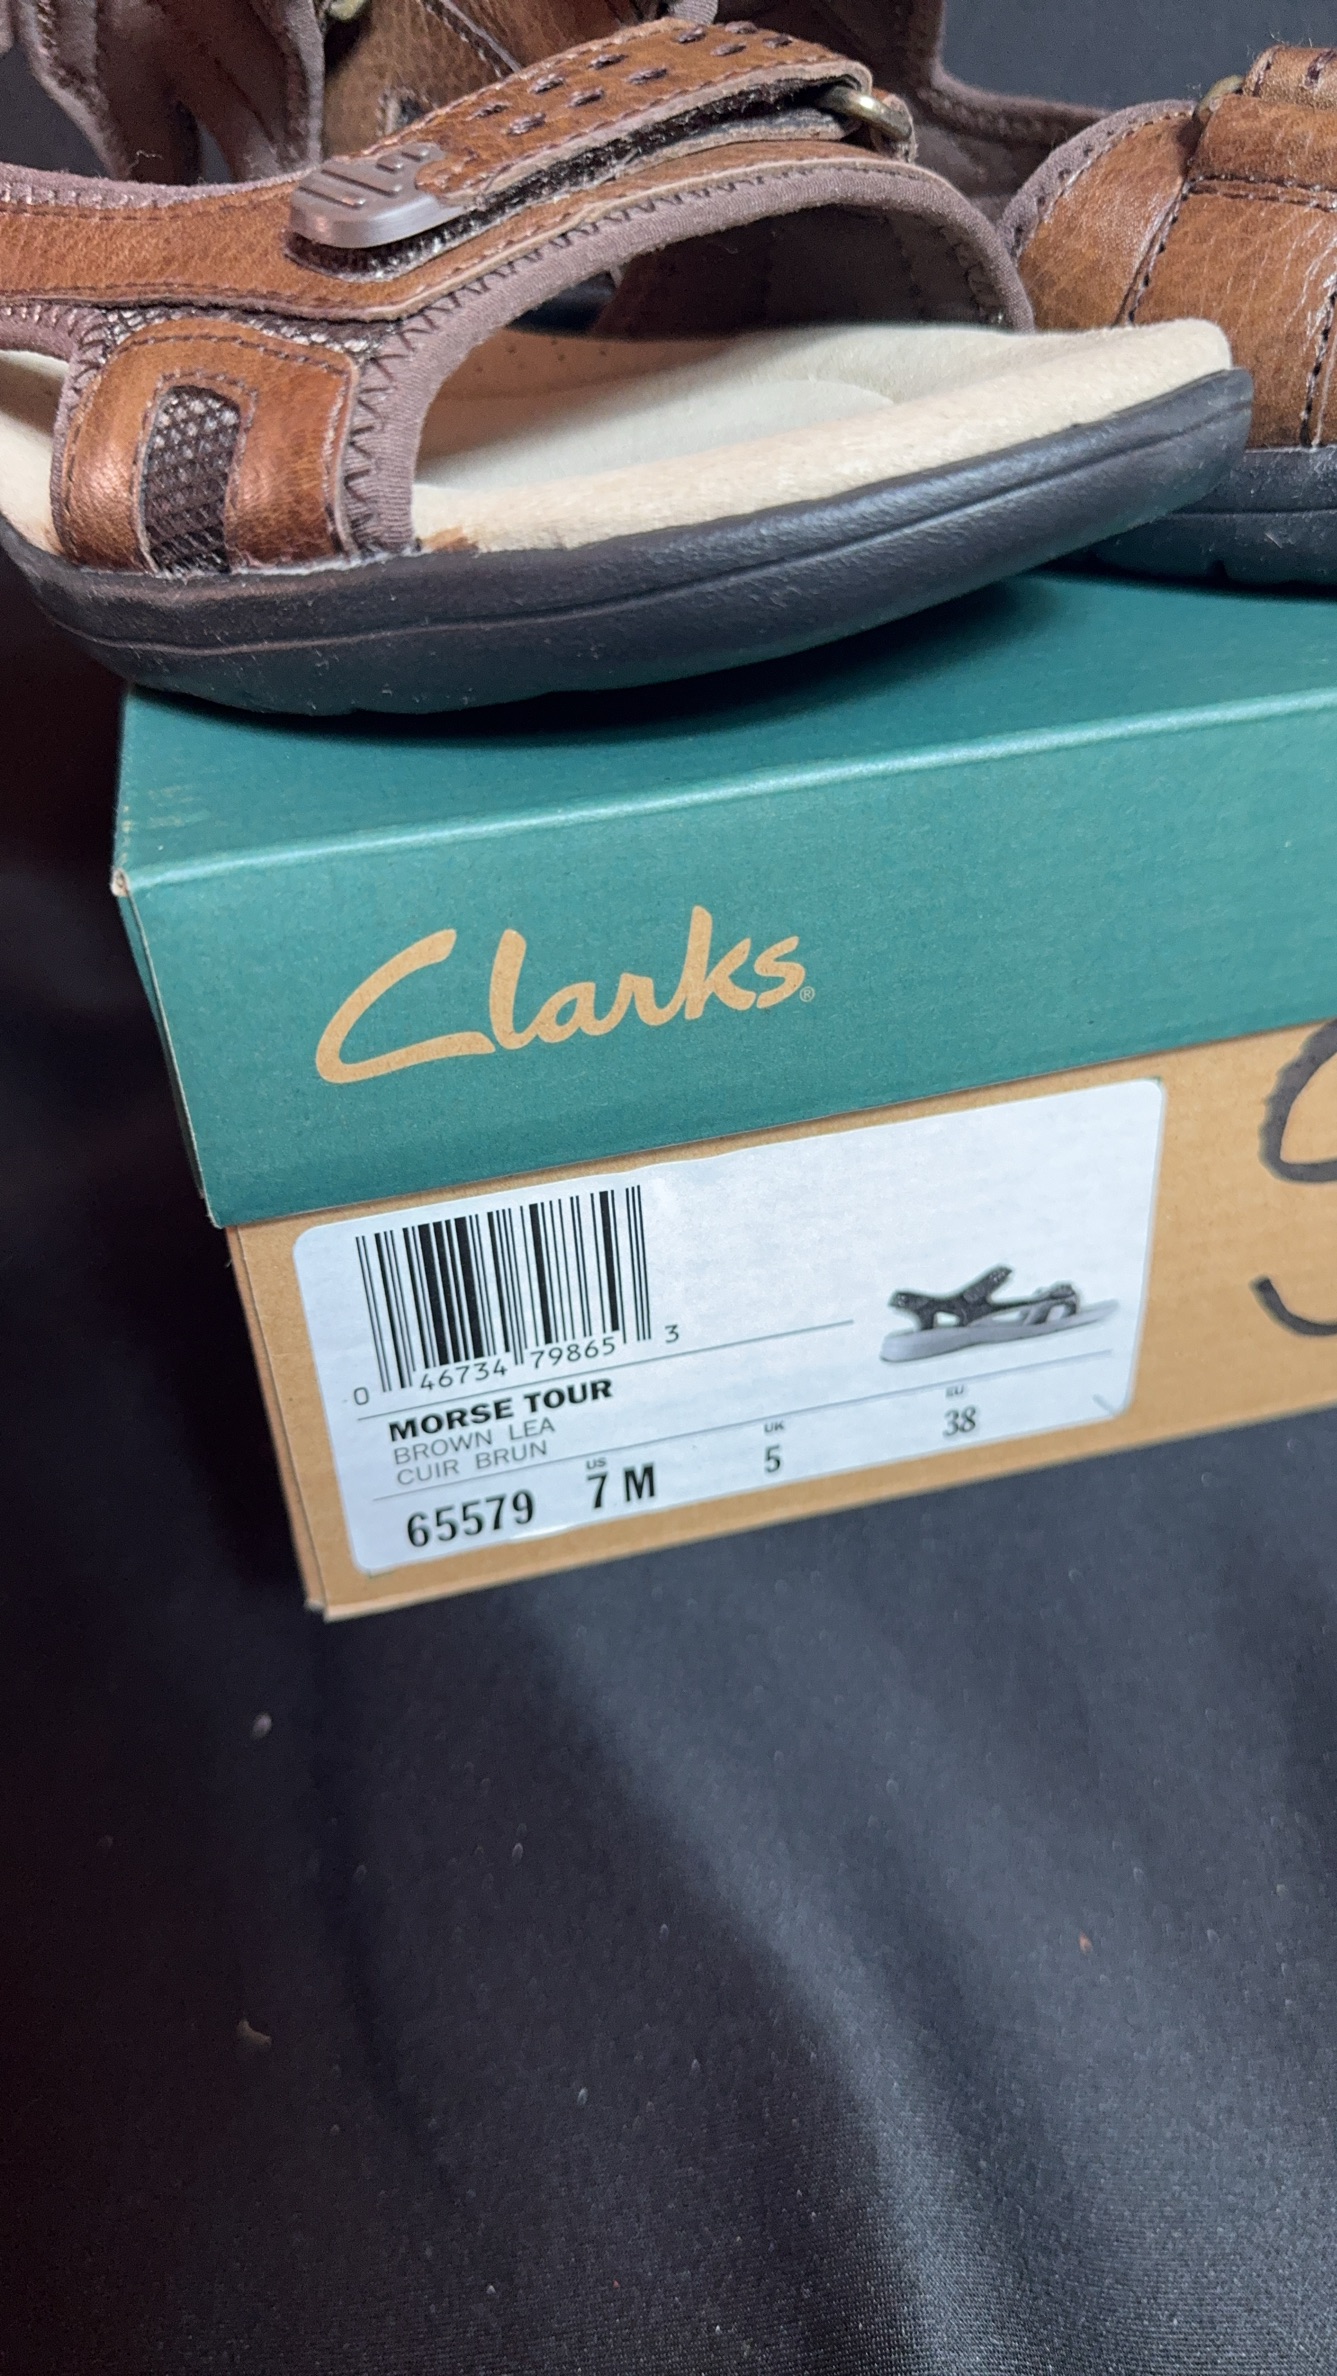 Clarks®
0 46734 79865 3
MORSE TOUR
BROWN LEA
CUIR BRUN
65579
US
7 M
UK
5
EU
38